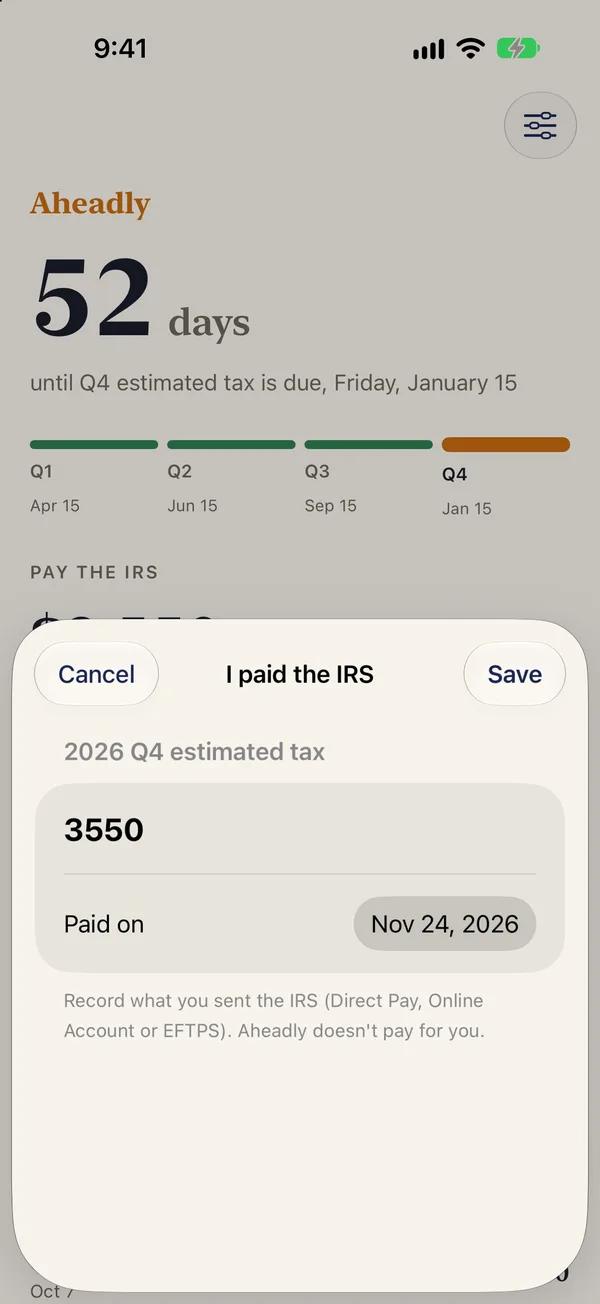 9:41
Aheadly
52 days
until Q4 estimated tax is due, Friday, January 15
Q1 Q2 Q3 Q4
Apr 15 Jun 15 Sep 15 Jan 15
PAY THE IRS
Cancel I paid the IRS Save
2026 Q4 estimated tax
3550
Paid on Nov 24, 2026
Record what you sent the IRS (Direct Pay, Online
Account or EFTPS). Aheadly doesn't pay for you.
Oct 7